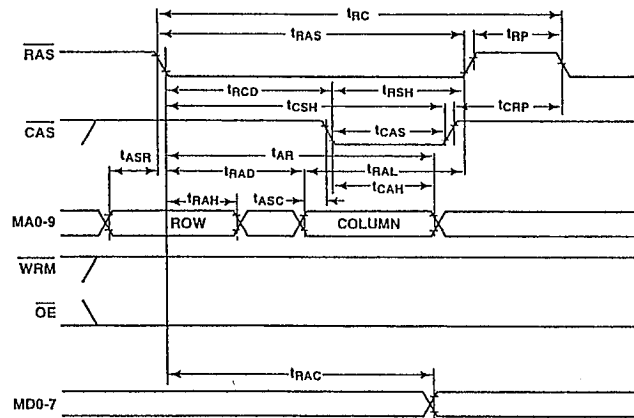 tRC
tRAS
tRP
RAS
tRCD
tRSH
tCSH
tCRP
CAS
tCAS
tASR
tAR
tRAD
tRAL
tCAH
tRAH
tASC
MA0-9
ROW
COLUMN
WRM
OE
tRAC
MD0-7